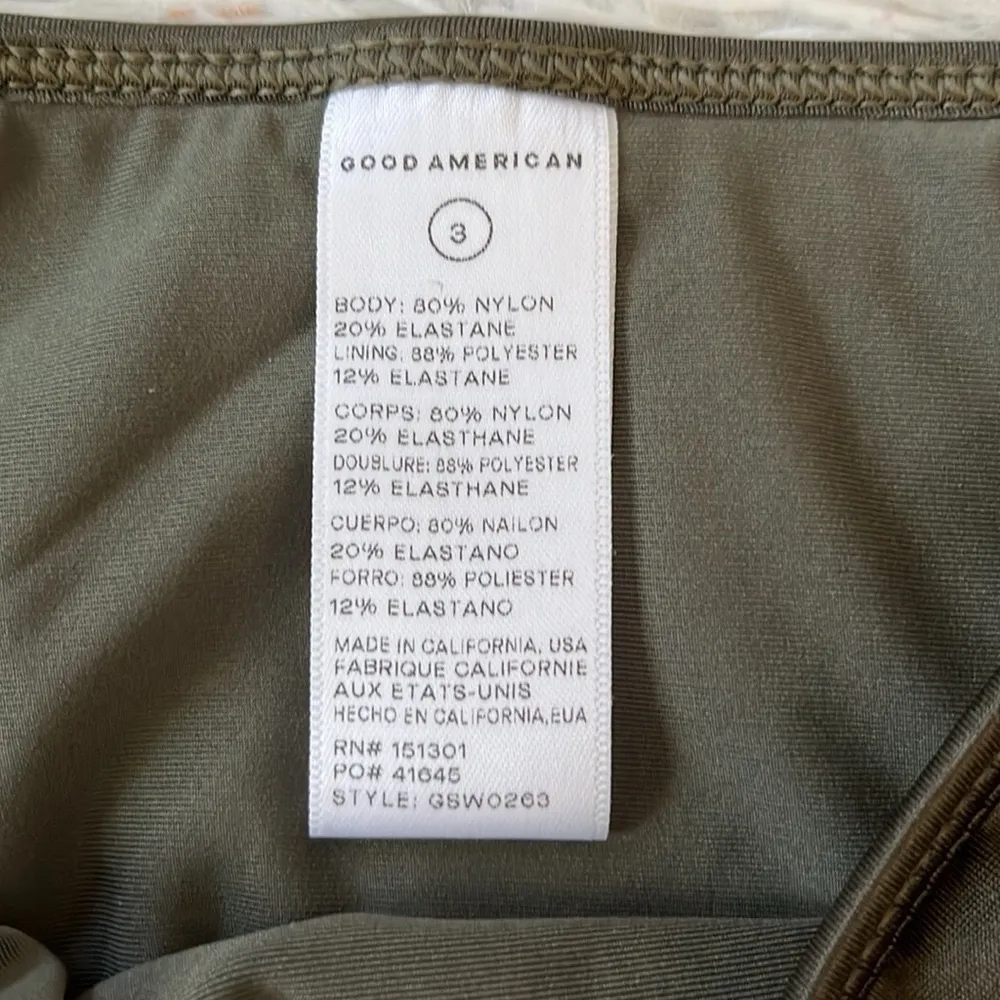 GOOD AMERICAN
3
BODY: 80% NYLON
20% ELASTANE
LINING: 88% POLYESTER
12% ELASTANE
CORPS: 80% NYLON
20% ELASTHANE
DOUBLURE: 88% POLYESTER
12% ELASTHANE
CUERPO: 80% NAILON
20% ELASTANO
FORRO: 88% POLIESTER
12% ELASTANO
MADE IN CALIFORNIA, USA
FABRIQUE CALIFORNIE
AUX ETATS-UNIS
HECHO EN CALIFORNIA,EUA
RN# 151301
PO# 41645
STYLE: GSW0263